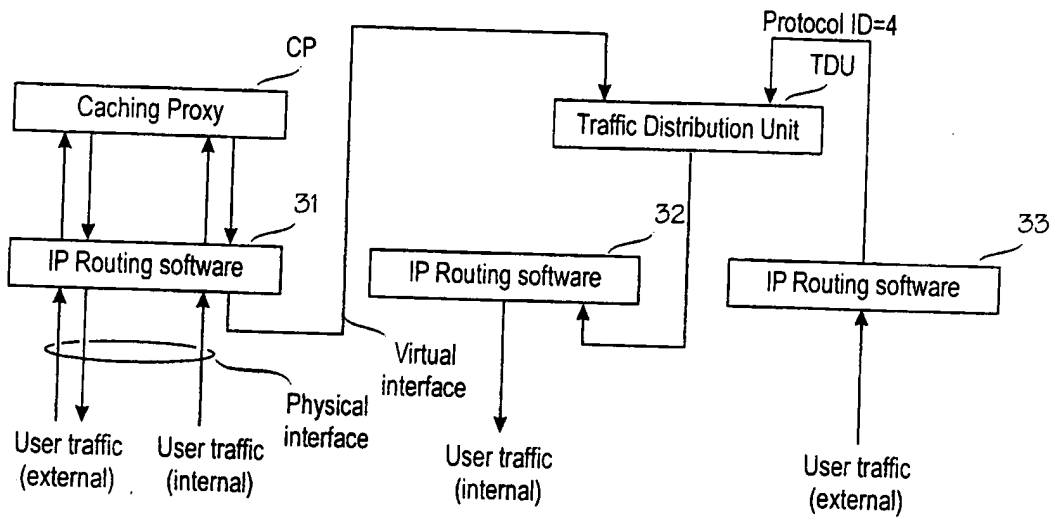 Protocol ID=4
CP
TDU
Caching Proxy
Traffic Distribution Unit
31
32
33
IP Routing software
IP Routing software
IP Routing software
Virtual
interface
Physical
interface
User traffic
(external)
User traffic
(internal)
User traffic
(internal)
User traffic
(external)